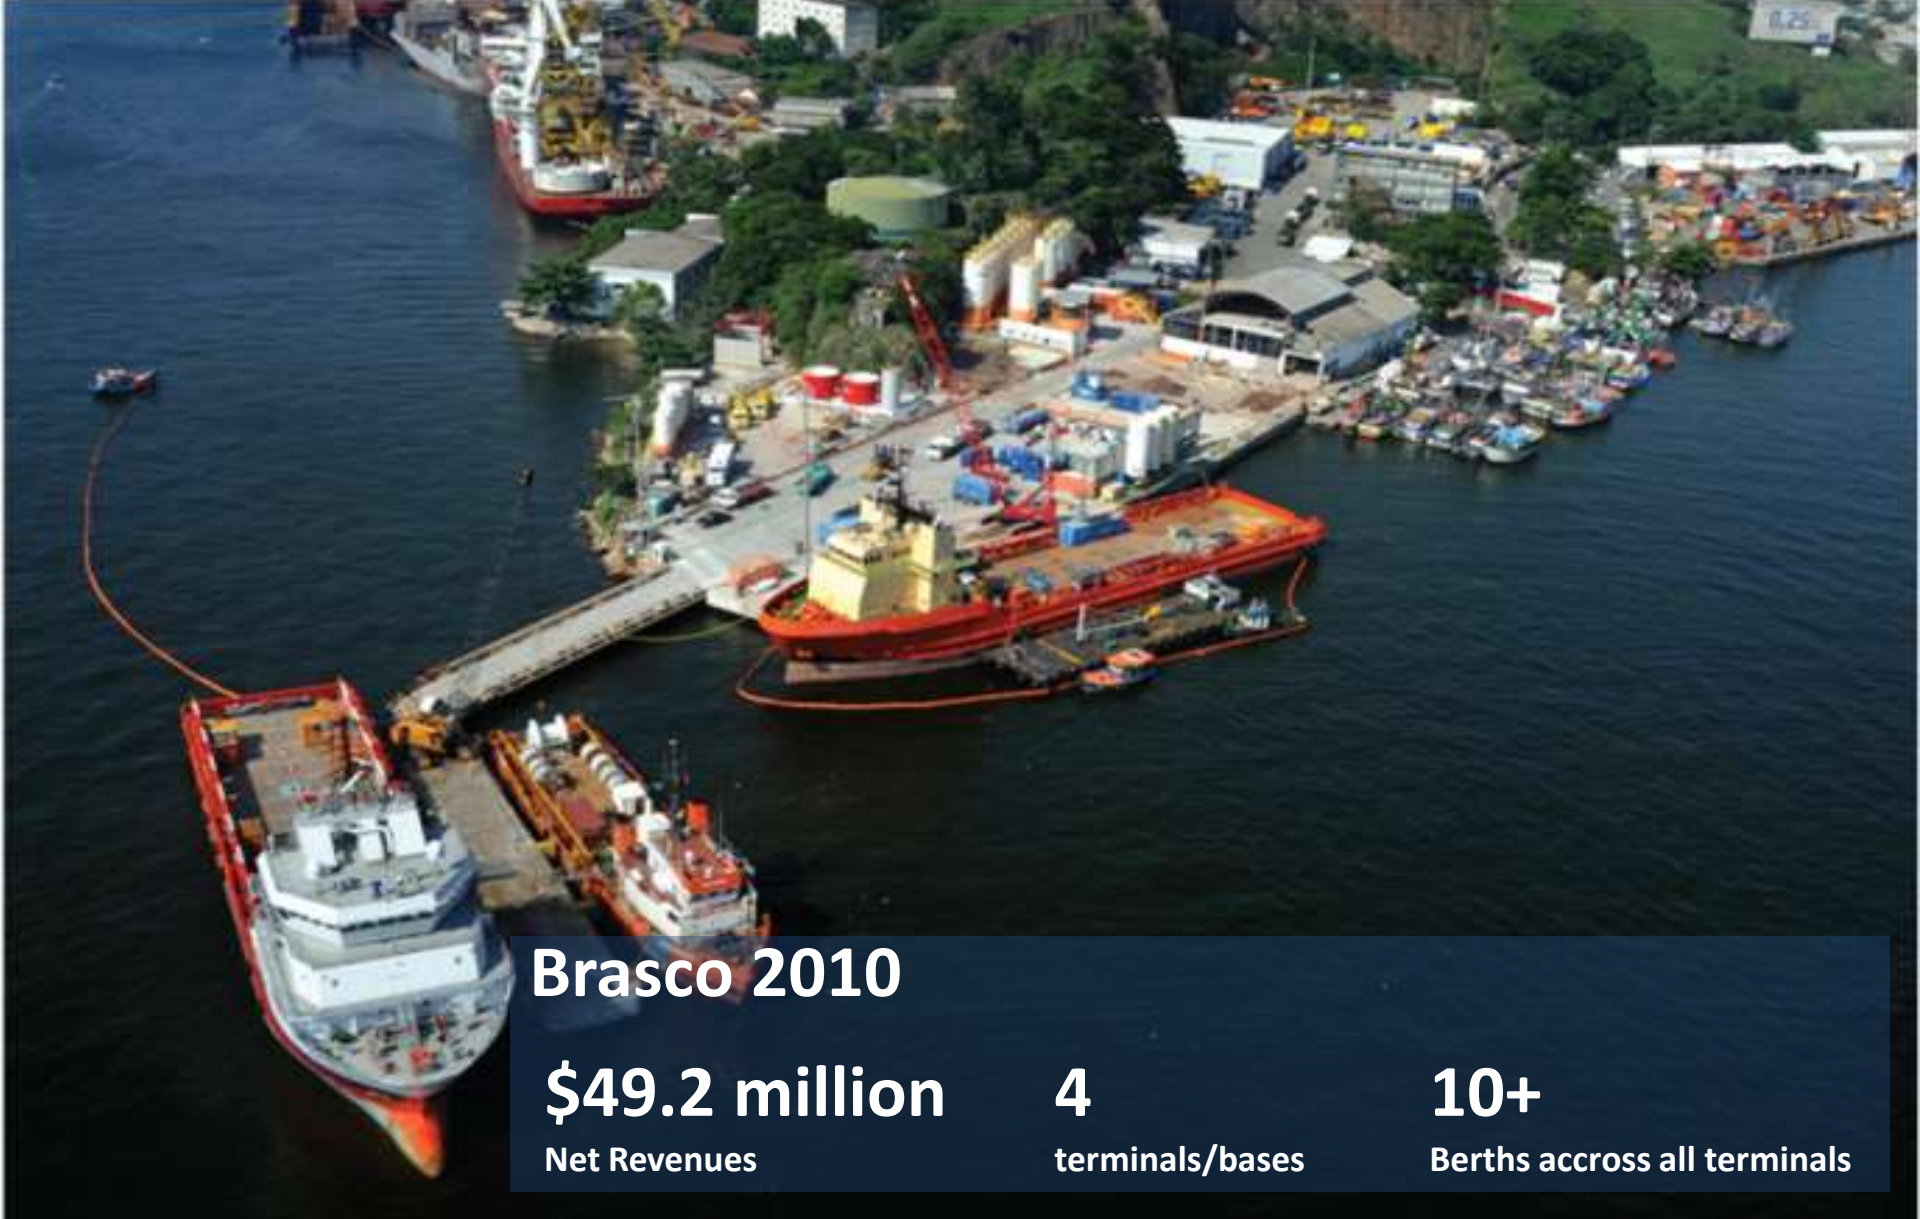 Brasco 2010
$49.2 million 4 10+
Net Revenues terminals/bases Berths accross all terminals